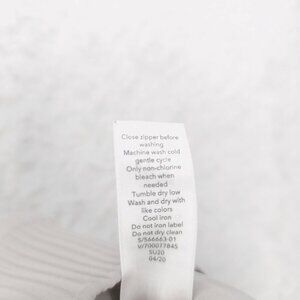 Close zipper before
washing
Machine wash cold
gentle cycle
Only non-chlorine
bleach when
needed
Tumble dry low
Wash and dry with
like colors
Cool iron
Do not iron label
Do not dry clean
S/566663-01
V/700077845
SU20
04/20